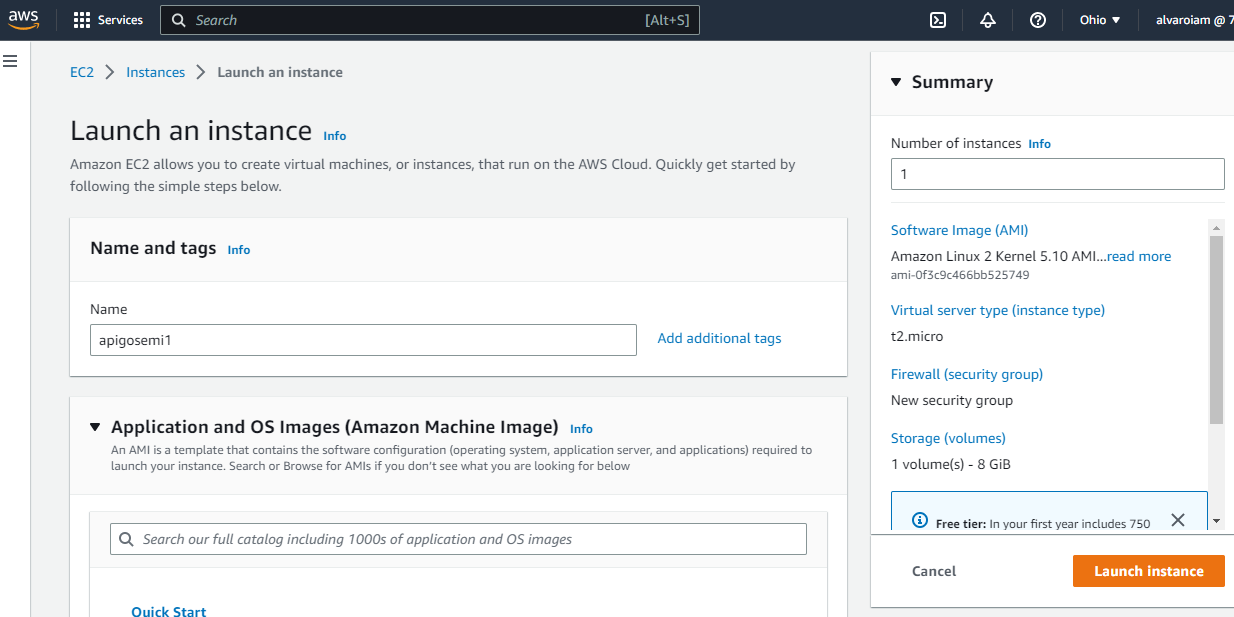 aws
Services
Search
[Alt+S]
Ohio
alvaroiam @ 7
EC2 > Instances > Launch an instance
Launch an instance Info
Amazon EC2 allows you to create virtual machines, or instances, that run on the AWS Cloud. Quickly get started by
following the simple steps below.
Name and tags Info
Name
apigosemi1
Add additional tags
Application and OS Images (Amazon Machine Image) Info
An AMI is a template that contains the software configuration (operating system, application server, and applications) required to
launch your instance. Search or Browse for AMIs if you don't see what you are looking for below
Search our full catalog including 1000s of application and OS images
Quick Start
Summary
Number of instances Info
1
Software Image (AMI)
Amazon Linux 2 Kernel 5.10 AMI...read more
ami-0f3c9c466bb525749
Virtual server type (instance type)
t2.micro
Firewall (security group)
New security group
Storage (volumes)
1 volume(s) - 8 GiB
Free tier: In your first year includes 750
Cancel
Launch instance